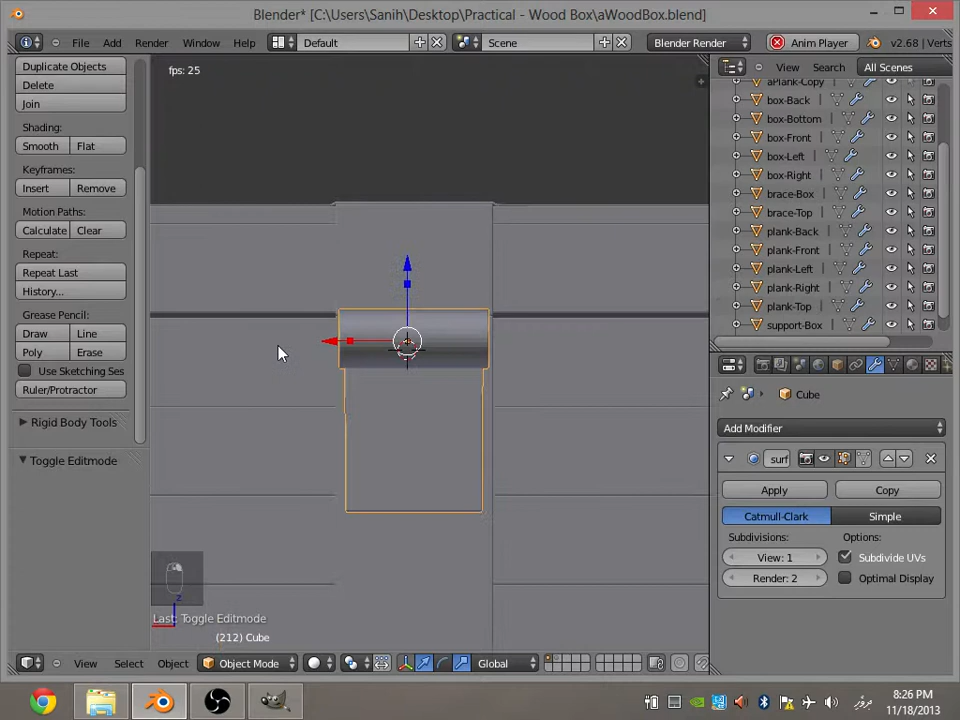 Blender* [C:\Users\Sanih\Desktop\Practical - Wood Box\aWoodBox.blend]
File Add Render Window Help Default Scene Blender Render Anim Player v2.68 | Verts
Duplicate Objects
Delete
Join
Shading:
Smooth Flat
Keyframes:
Insert Remove
Motion Paths:
Calculate Clear
Repeat:
Repeat Last
History...
Grease Pencil:
Draw Line
Poly Erase
Use Sketching Ses
Ruler/Protractor
Rigid Body Tools
Toggle Editmode
fps: 25
z
Last: Toggle Editmode
(212) Cube
View Select Object Object Mode Global
View Search All Scenes
aPlank-Copy
box-Back
box-Bottom
box-Front
box-Left
box-Right
brace-Box
brace-Top
plank-Back
plank-Front
plank-Left
plank-Right
plank-Top
support-Box
Cube
Add Modifier
surf
Apply Copy
Catmull-Clark Simple
Subdivisions: Options:
View: 1 Subdivide UVs
Render: 2 Optimal Display
8:26 PM
11/18/2013